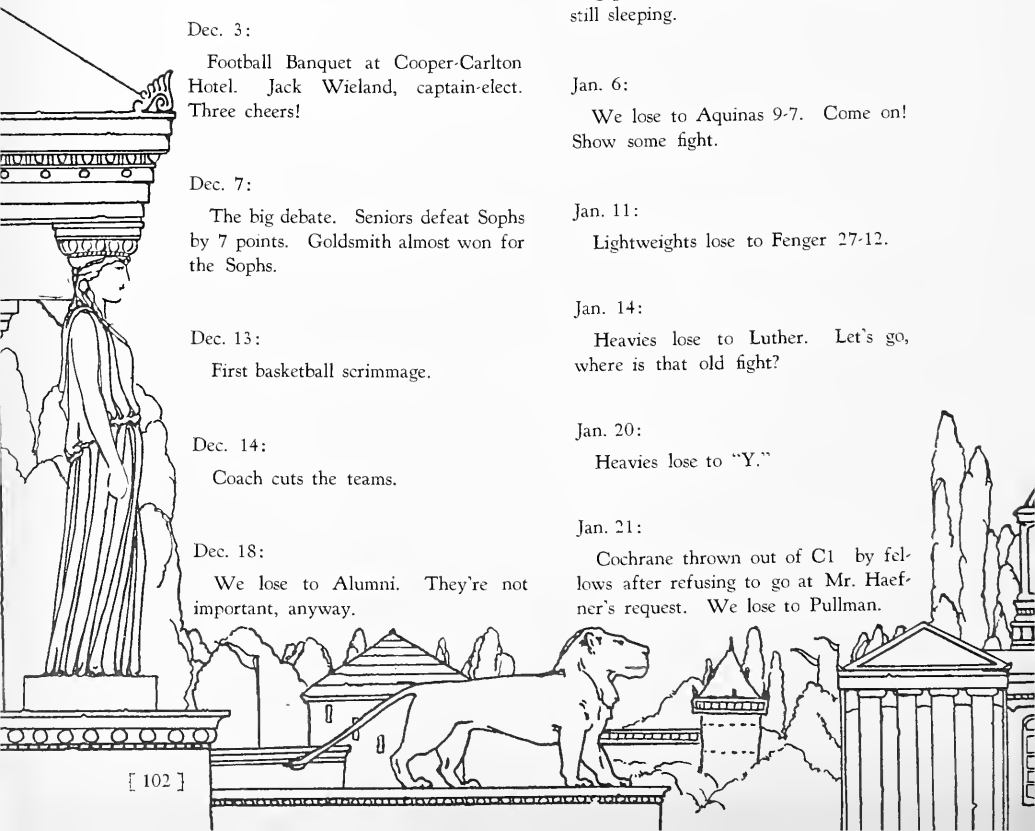 Dec. 3:
Football Banquet at Cooper-Carlton
Hotel. Jack Wieland, captain-elect.
Three cheers!
Dec. 7:
The big debate. Seniors defeat Sophs
by 7 points. Goldsmith almost won for
the Sophs.
Dec. 13:
First basketball scrimmage.
Dec. 14:
Coach cuts the teams.
Dec. 18:
We lose to Alumni. They're not
important, anyway.
still sleeping.
Jan. 6:
We lose to Aquinas 9-7. Come on!
Show some fight.
Jan. 11:
Lightweights lose to Fenger 27-12.
Jan. 14:
Heavies lose to Luther. Let's go,
where is that old fight?
Jan. 20:
Heavies lose to "Y."
Jan. 21:
Cochrane thrown out of C1 by fel-
lows after refusing to go at Mr. Haef-
ner's request. We lose to Pullman.
[ 102 ]